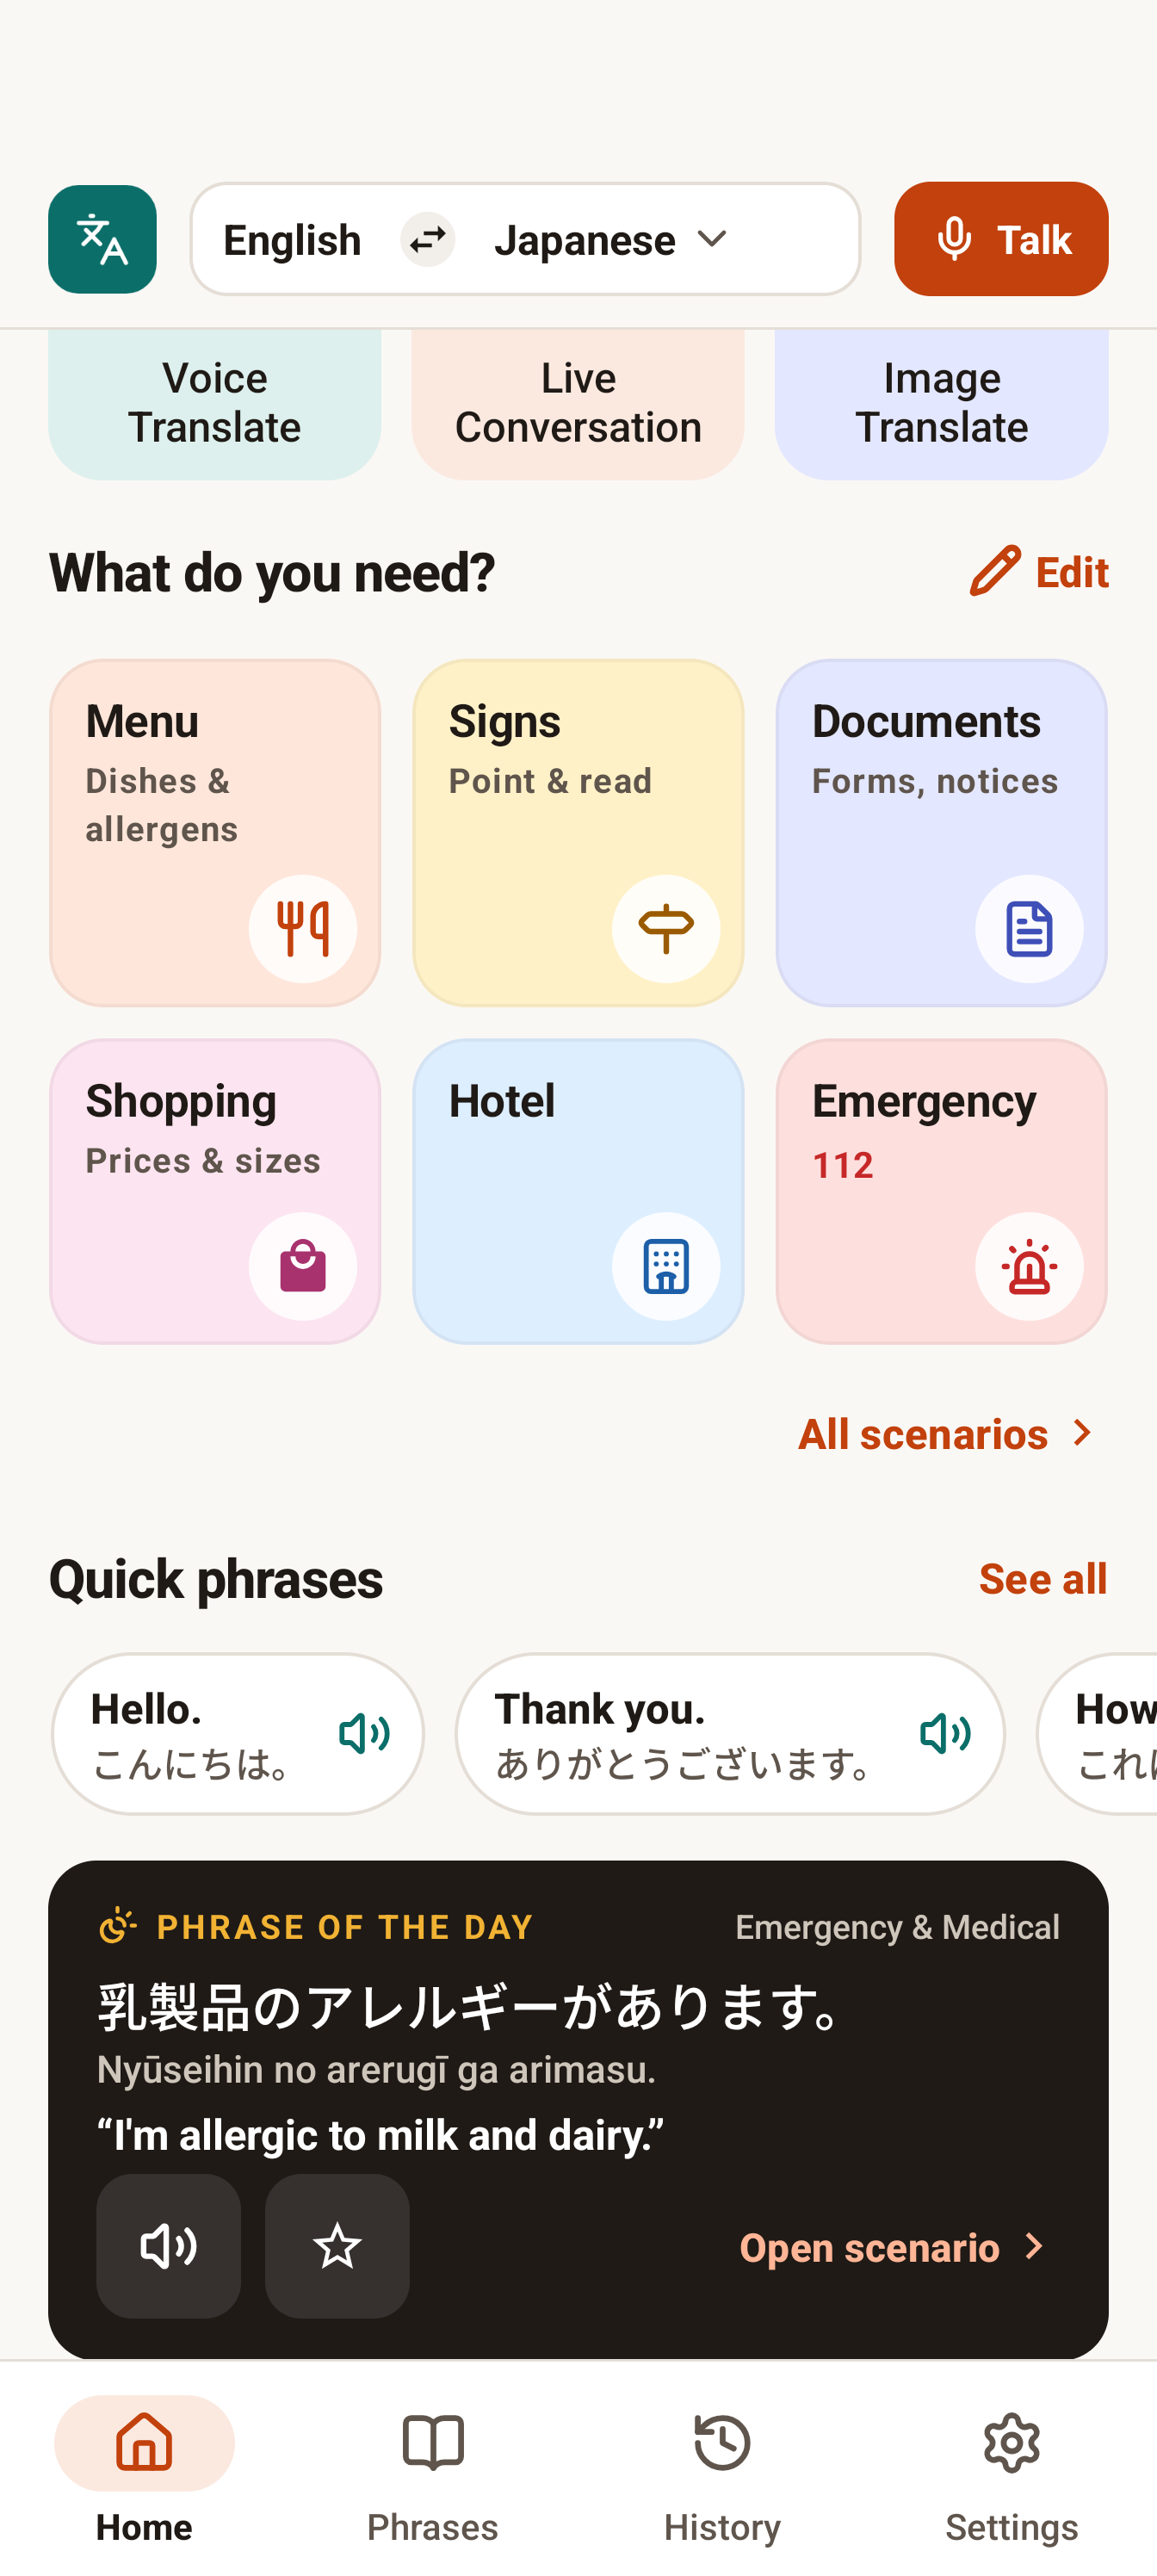 English
Japanese
Talk
Voice
Translate
Live
Conversation
Image
Translate
What do you need?
Edit
Menu
Dishes &
allergens
Signs
Point & read
Documents
Forms, notices
Shopping
Prices & sizes
Hotel
Emergency
112
All scenarios
Quick phrases
See all
Hello.
こんにちは。
Thank you.
ありがとうございます。
How
これ
PHRASE OF THE DAY
Emergency & Medical
乳製品のアレルギーがあります。
Nyūseihin no arerugī ga arimasu.
“I'm allergic to milk and dairy.”
Open scenario
Home
Phrases
History
Settings